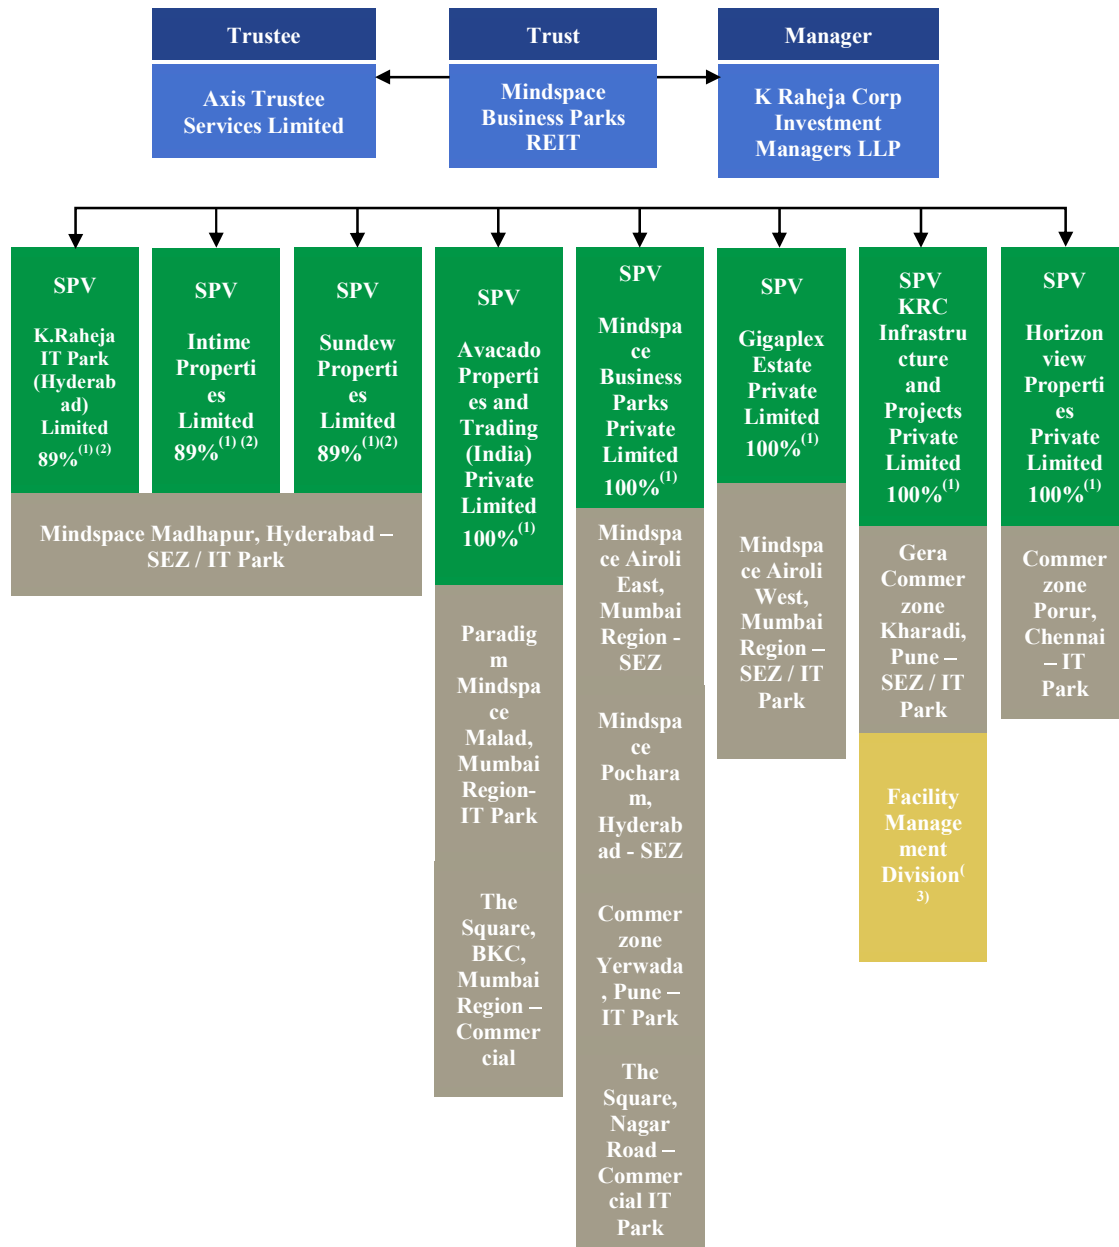 Trustee
Axis Trustee
Services Limited
Trust
Mindspace
Business Parks
REIT
Manager
K Raheja Corp
Investment
Managers LLP
SPV
K.Raheja
IT Park
(Hyderab
ad)
Limited
89%(1) (2)
SPV
Intime
Properti
es
Limited
89%(1) (2)
SPV
Sundew
Properti
es
Limited
89%(1)(2)
Mindspace Madhapur, Hyderabad –
SEZ / IT Park
SPV
Avacado
Properti
es and
Trading
(India)
Private
Limited
100%(1)
Paradig
m
Mindspa
ce
Malad,
Mumbai
Region-
IT Park
The
Square,
BKC,
Mumbai
Region –
Commer
cial
SPV
Mindspa
ce
Business
Parks
Private
Limited
100%(1)
Mindspa
ce Airoli
East,
Mumbai
Region -
SEZ
Mindspa
ce
Pochara
m,
Hyderab
ad - SEZ
Commer
zone
Yerwada
, Pune –
IT Park
The
Square,
Nagar
Road –
Commer
cial IT
Park
SPV
Gigaplex
Estate
Private
Limited
100%(1)
Mindspa
ce Airoli
West,
Mumbai
Region –
SEZ / IT
Park
SPV
KRC
Infrastru
cture
and
Projects
Private
Limited
100%(1)
Gera
Commer
zone
Kharadi,
Pune –
SEZ / IT
Park
Facility
Manage
ment
Division(
3)
SPV
Horizon
view
Properti
es
Private
Limited
100%(1)
Commer
zone
Porur,
Chennai
– IT
Park